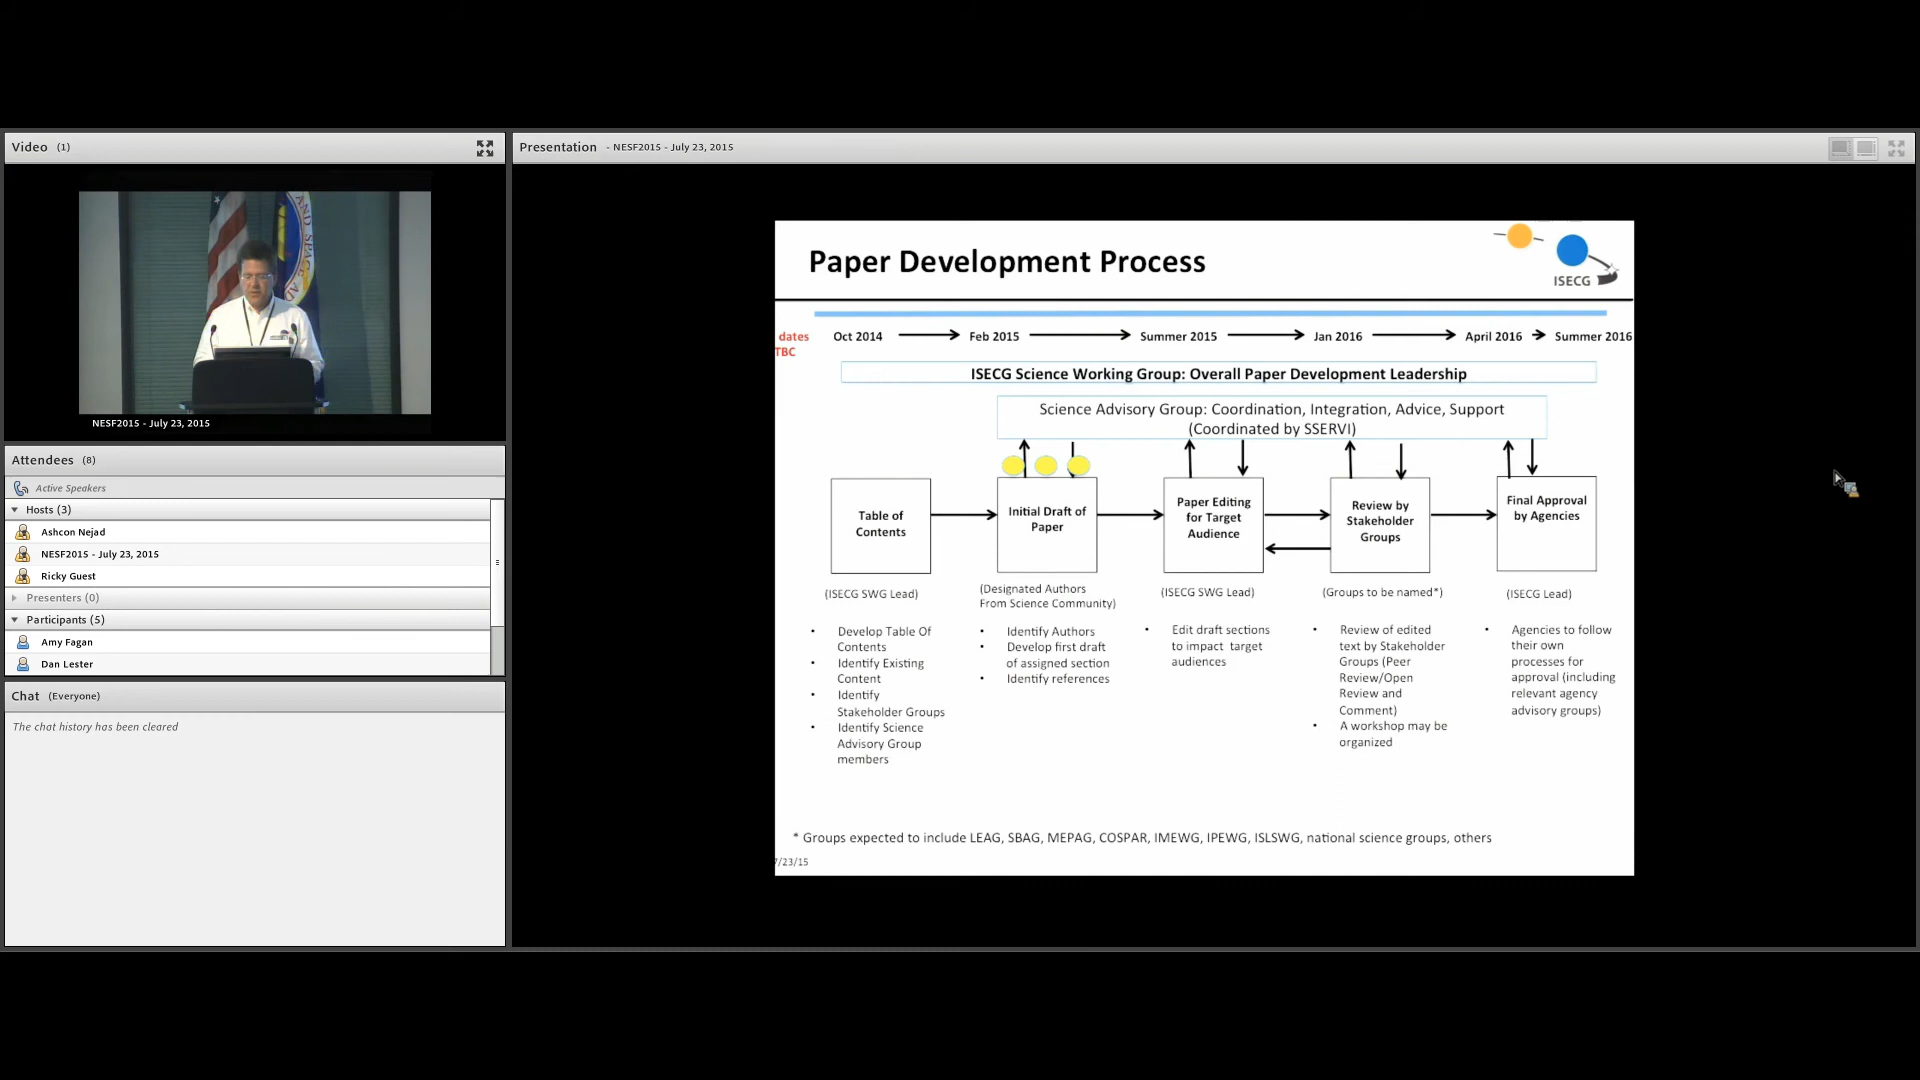 Video (1)
AND SPACE AD
NESF2015 - July 23, 2015
Attendees (8)
Active Speakers
Hosts (3)
Ashcon Nejad
NESF2015 - July 23, 2015
Ricky Guest
Presenters (0)
Participants (5)
Amy Fagan
Dan Lester
Chat (Everyone)
The chat history has been cleared
Presentation - NESF2015 - July 23, 2015
Paper Development Process
ISECG
dates
TBC
Oct 2014
Feb 2015
Summer 2015
Jan 2016
April 2016
Summer 2016
ISECG Science Working Group: Overall Paper Development Leadership
Science Advisory Group: Coordination, Integration, Advice, Support
(Coordinated by SSERVI)
Table of
Contents
(ISECG SWG Lead)
• Develop Table Of
Contents
• Identify Existing
Content
• Identify
Stakeholder Groups
• Identify Science
Advisory Group
members
Initial Draft of
Paper
(Designated Authors
From Science Community)
• Identify Authors
• Develop first draft
of assigned section
• Identify references
Paper Editing
for Target
Audience
(ISECG SWG Lead)
• Edit draft sections
to impact target
audiences
Review by
Stakeholder
Groups
(Groups to be named*)
• Review of edited
text by Stakeholder
Groups (Peer
Review/Open
Review and
Comment)
• A workshop may be
organized
Final Approval
by Agencies
(ISECG Lead)
• Agencies to follow
their own
processes for
approval (including
relevant agency
advisory groups)
* Groups expected to include LEAG, SBAG, MEPAG, COSPAR, IMEWG, IPEWG, ISLSWG, national science groups, others
7/23/15